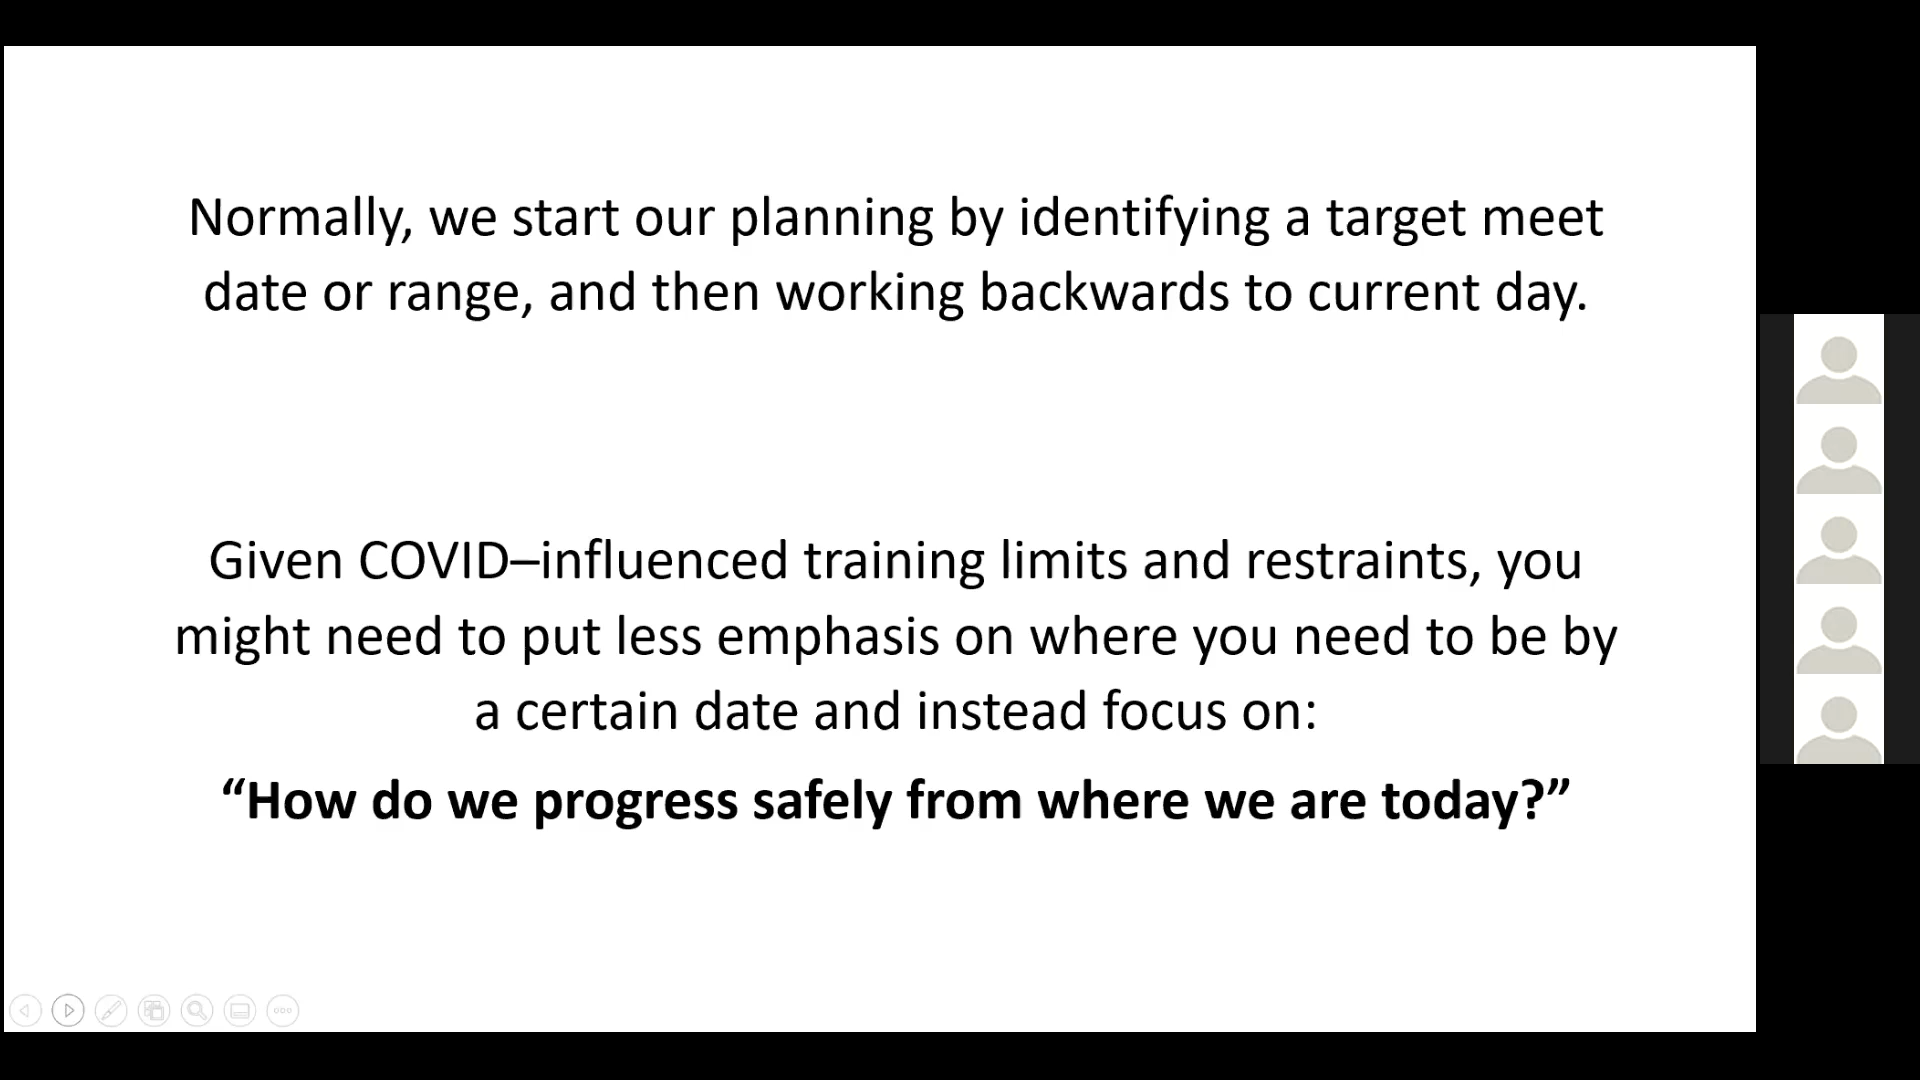 Normally, we start our planning by identifying a target meet
date or range, and then working backwards to current day.
Given COVID–influenced training limits and restraints, you
might need to put less emphasis on where you need to be by
a certain date and instead focus on:
“How do we progress safely from where we are today?”